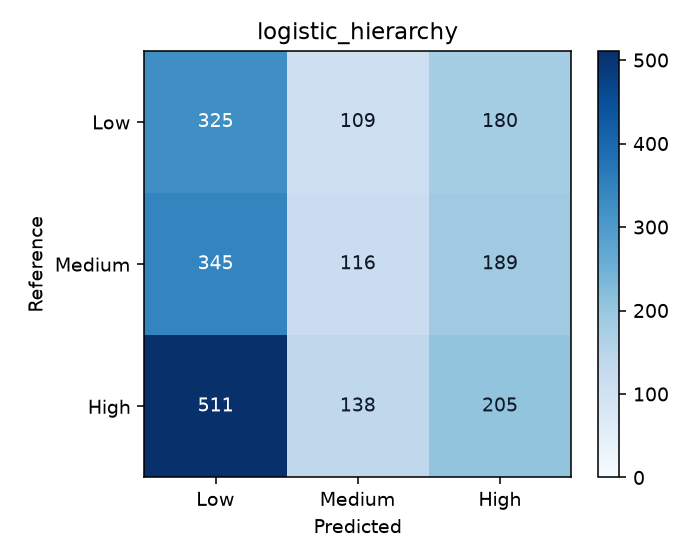 logistic_hierarchy
500
Low 325 109 180
400
300
Reference
Medium 345 116 189
200
High 511 138 205
100
0
Low Medium High
Predicted